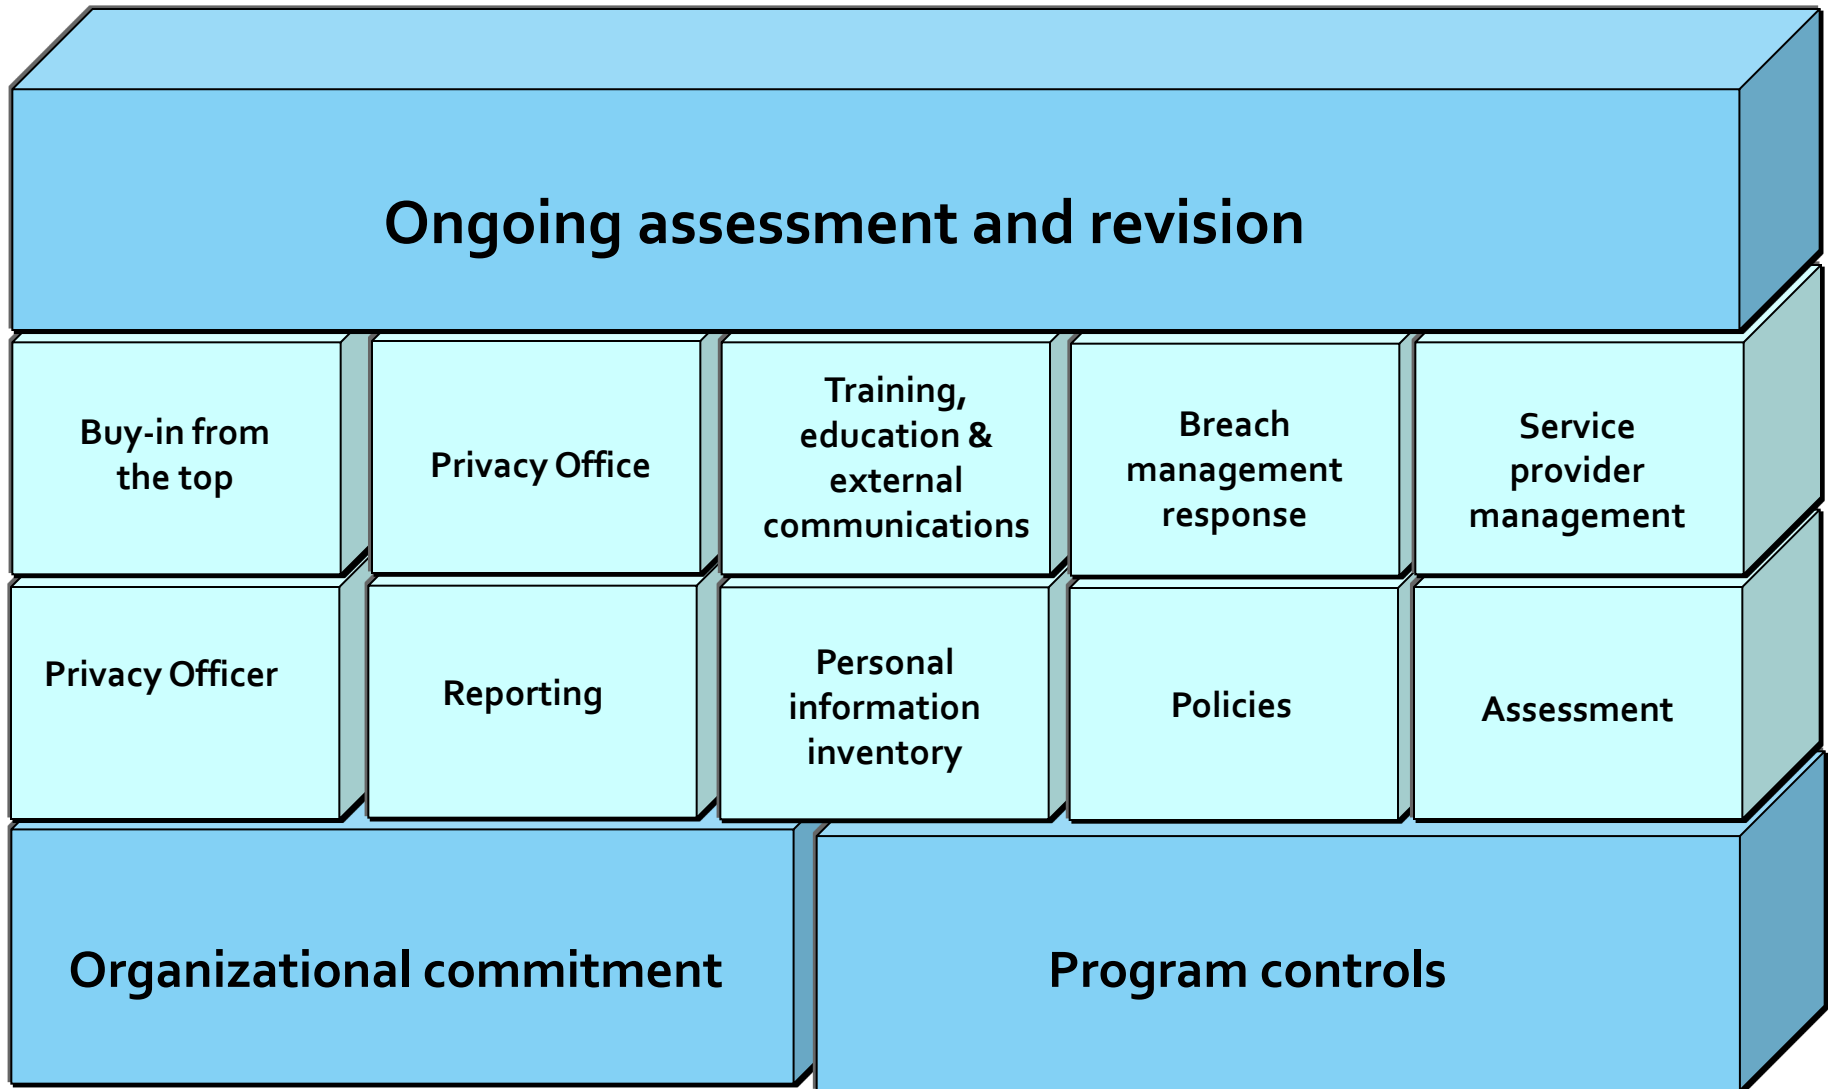 Ongoing assessment and revision
Buy-in from
the top
Privacy Office
Training,
education &
external
communications
Breach
management
response
Service
provider
management
Privacy Officer
Reporting
Personal
information
inventory
Policies
Assessment
Organizational commitment
Program controls